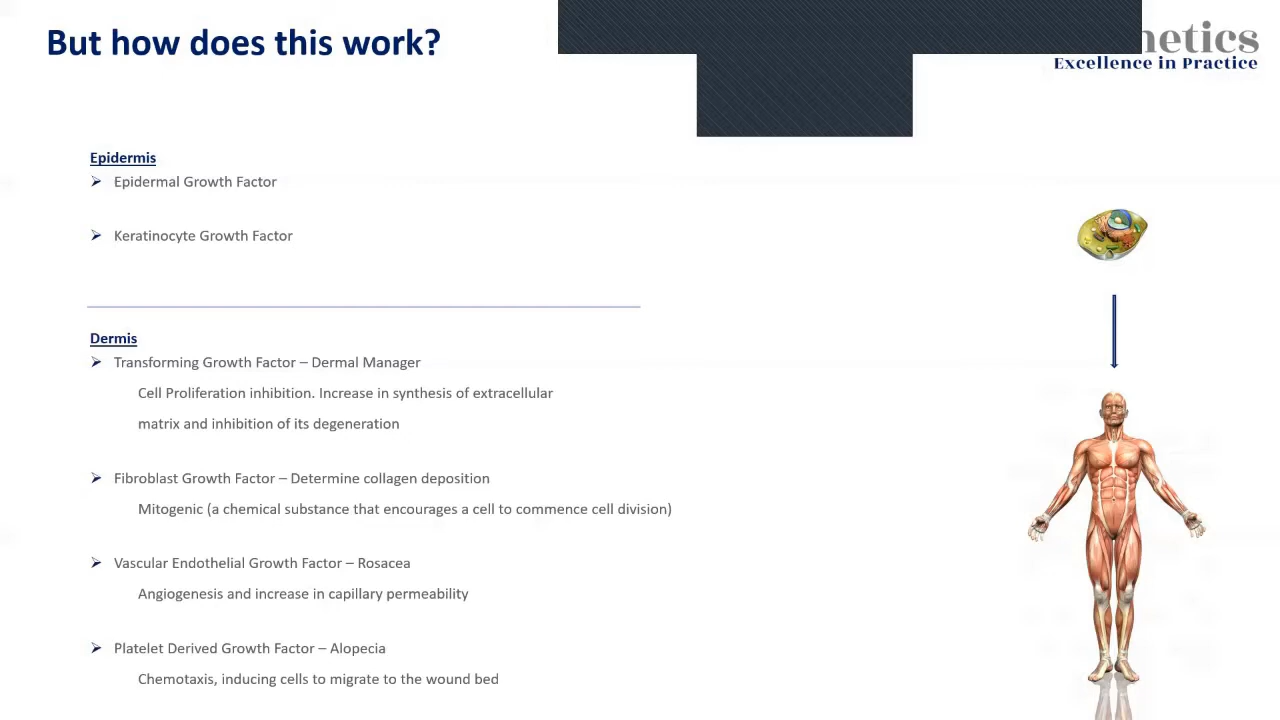 But how does this work?
Excellence in Practice
Epidermis
➢ Epidermal Growth Factor
➢ Keratinocyte Growth Factor
Dermis
➢ Transforming Growth Factor – Dermal Manager
Cell Proliferation inhibition. Increase in synthesis of extracellular
matrix and inhibition of its degeneration
➢ Fibroblast Growth Factor – Determine collagen deposition
Mitogenic (a chemical substance that encourages a cell to commence cell division)
➢ Vascular Endothelial Growth Factor – Rosacea
Angiogenesis and increase in capillary permeability
➢ Platelet Derived Growth Factor – Alopecia
Chemotaxis, inducing cells to migrate to the wound bed